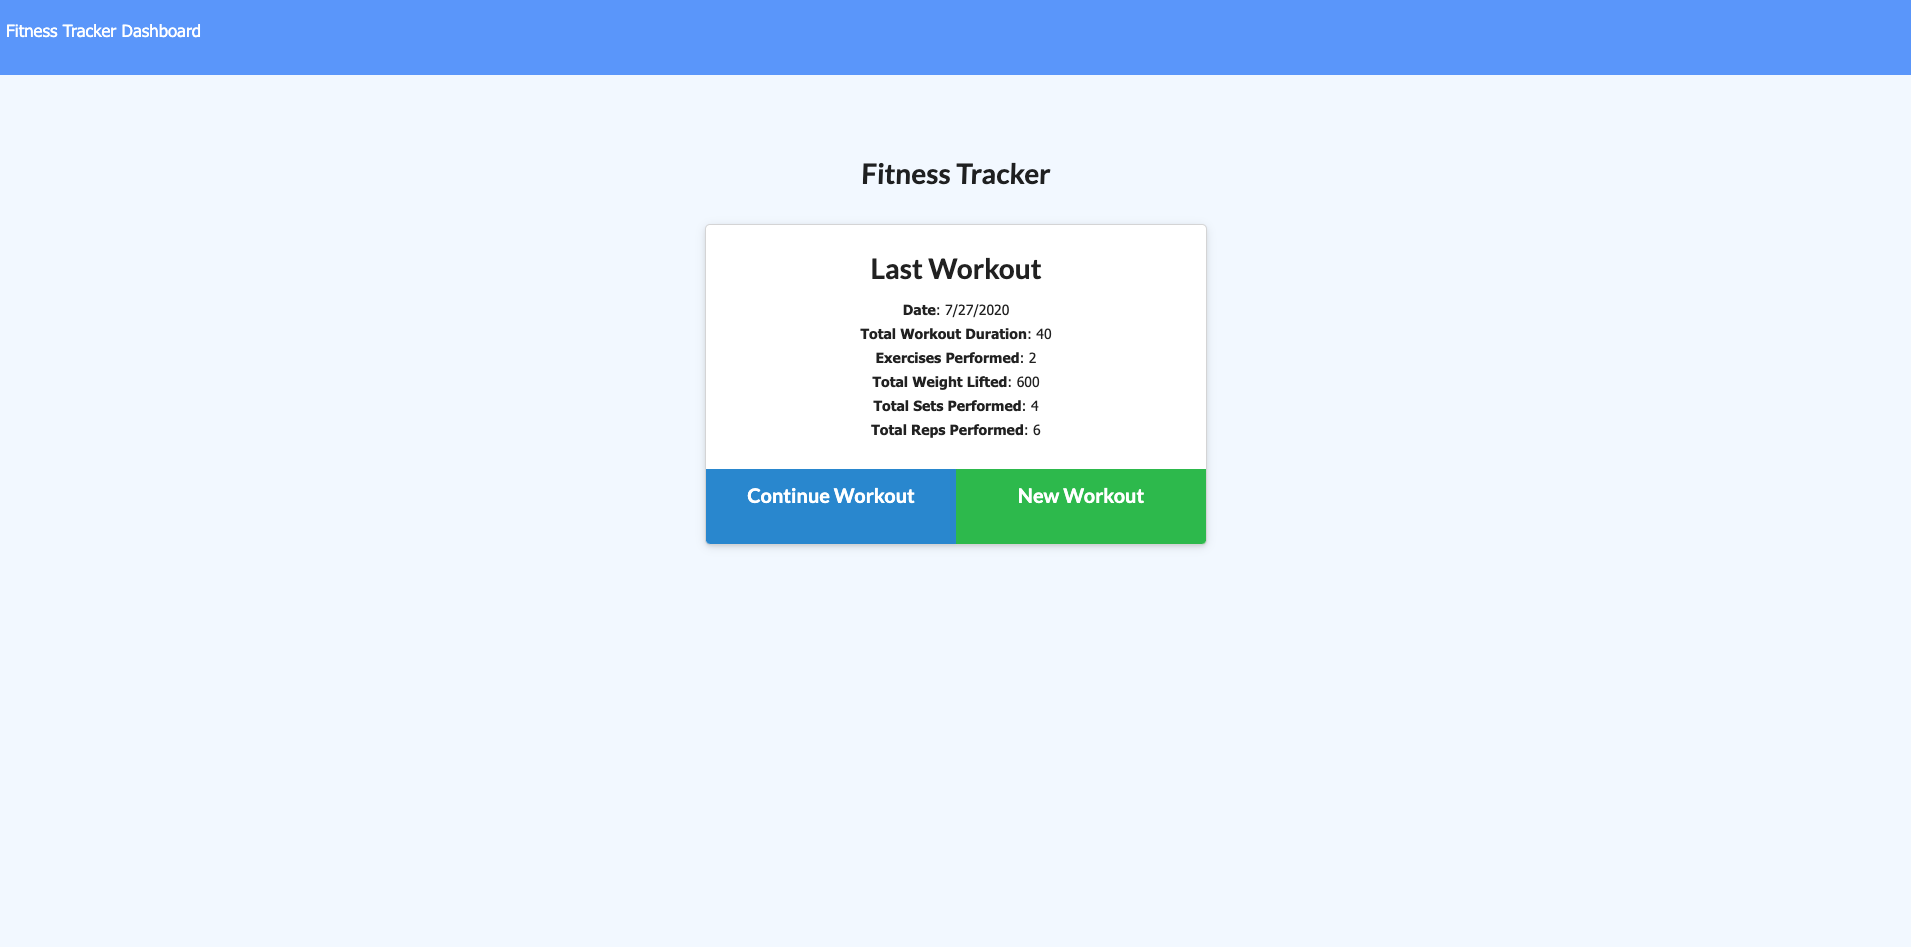 Fitness Tracker Dashboard
Fitness Tracker
Last Workout
Date: 7/27/2020
Total Workout Duration: 40
Exercises Performed: 2
Total Weight Lifted: 600
Total Sets Performed: 4
Total Reps Performed: 6
Continue Workout New Workout